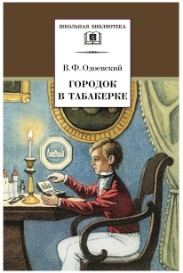 ШКОЛЬНАЯ БИБЛИОТЕКА
В.Ф. Одоевский
ГОРОДОК
В ТАБАКЕРКЕ